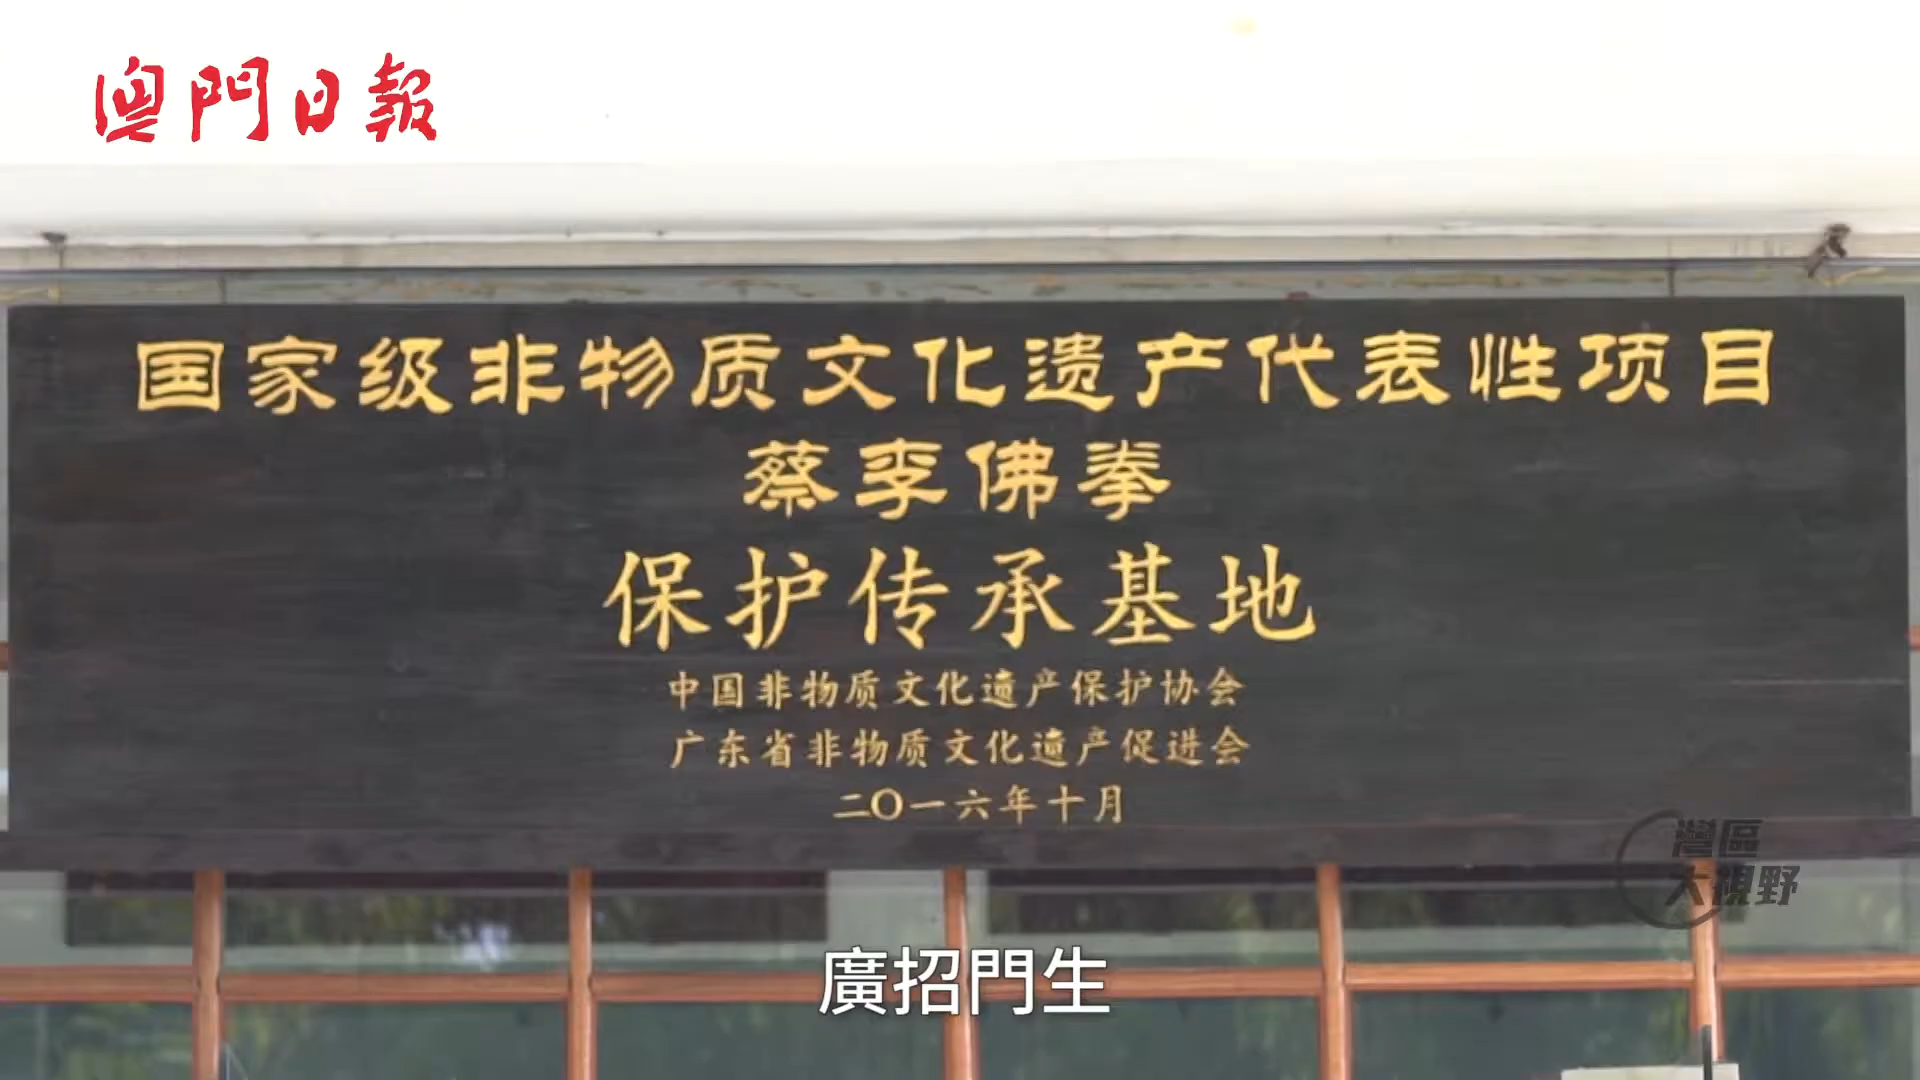 澳門日報
国家级非物质文化遗产代表性项目
蔡李佛拳
保护传承基地
中国非物质文化遗产保护协会
广东省非物质文化遗产促进会
二〇一六年十月
灣區
大視野
廣招門生